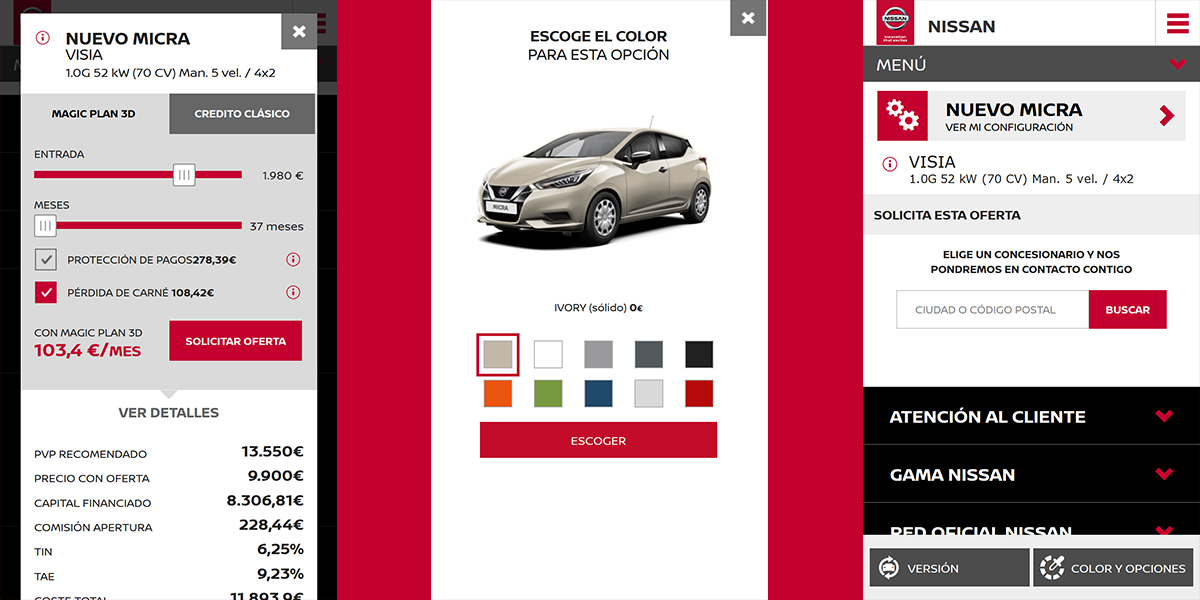 NUEVO MICRA
VISIA
1.0G 52 kW (70 CV) Man. 5 vel. / 4x2
MAGIC PLAN 3D
CREDITO CLÁSICO
ENTRADA
1.980 €
MESES
37 meses
PROTECCIÓN DE PAGOS278,39€
PÉRDIDA DE CARNÉ 108,42€
CON MAGIC PLAN 3D
103,4 €/MES
SOLICITAR OFERTA
VER DETALLES
PVP RECOMENDADO 13.550€
PRECIO CON OFERTA 9.900€
CAPITAL FINANCIADO 8.306,81€
COMISIÓN APERTURA 228,44€
TIN 6,25%
TAE 9,23%
COSTE TOTAL 11.893,9€
ESCOGE EL COLOR
PARA ESTA OPCIÓN
MICRA
IVORY (sólido) 0€
ESCOGER
NISSAN
Innovation
that excites
NISSAN
MENÚ
NUEVO MICRA
VER MI CONFIGURACIÓN
VISIA
1.0G 52 kW (70 CV) Man. 5 vel. / 4x2
SOLICITA ESTA OFERTA
ELIGE UN CONCESIONARIO Y NOS
PONDREMOS EN CONTACTO CONTIGO
CIUDAD O CÓDIGO POSTAL
BUSCAR
ATENCIÓN AL CLIENTE
GAMA NISSAN
RED OFICIAL NISSAN
VERSIÓN
COLOR Y OPCIONES